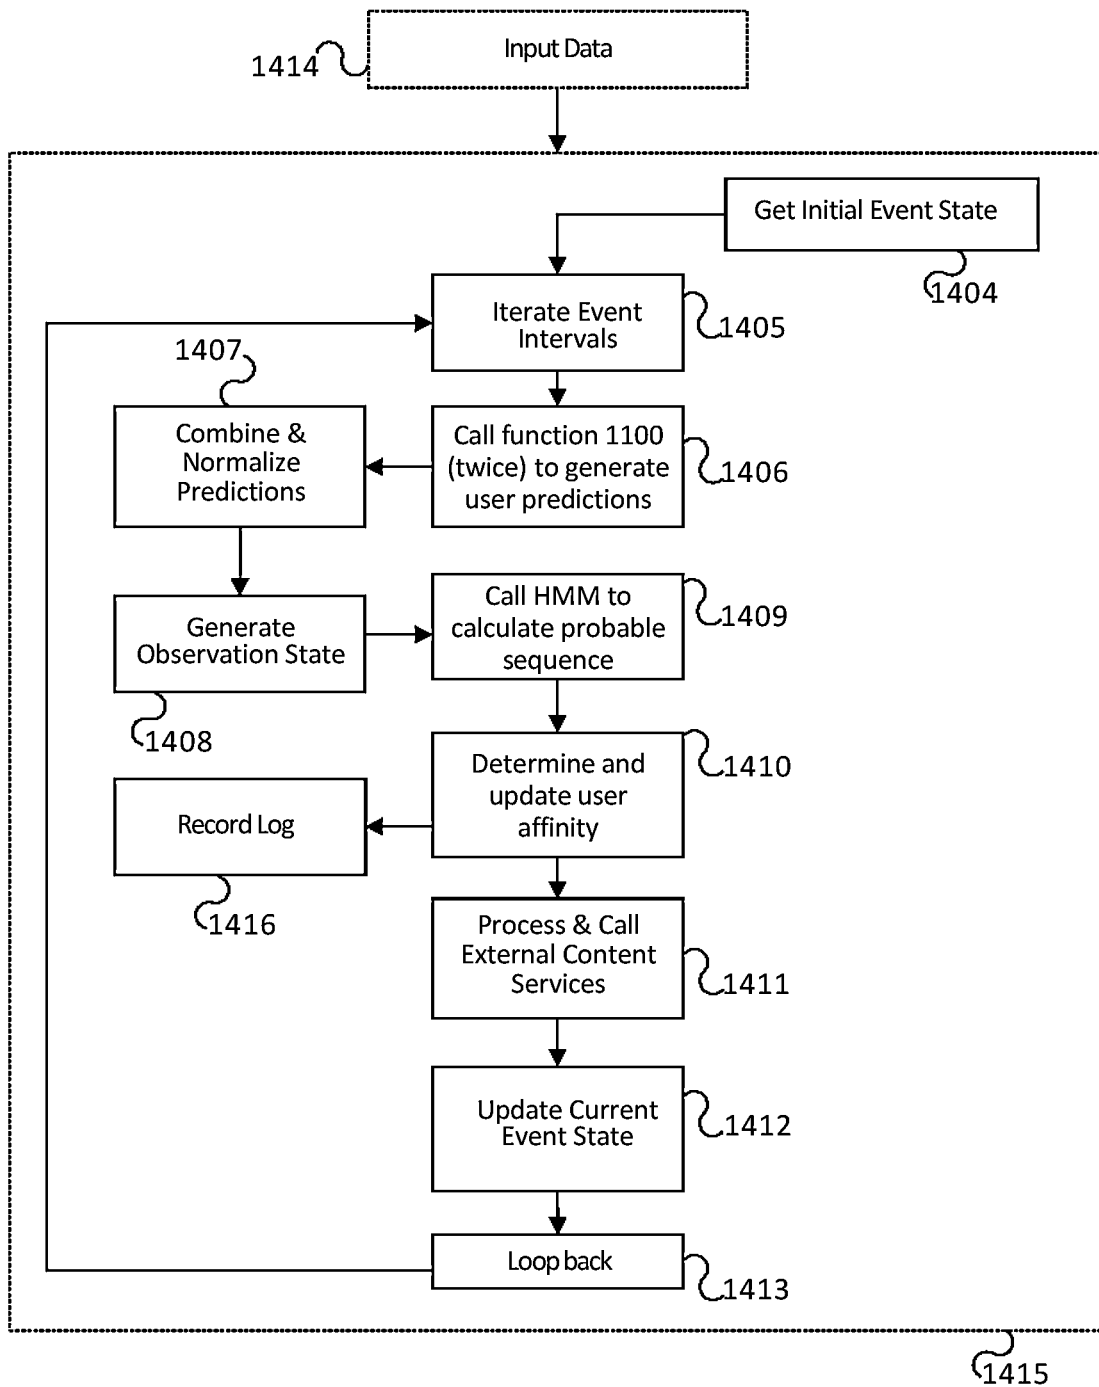 Input Data
1414
Get Initial Event State
1404
Iterate Event
Intervals
1405
1407
Combine &
Normalize
Predictions
Call function 1100
(twice) to generate
user predictions
1406
Generate
Observation State
1408
Call HMM to
calculate probable
sequence
1409
Determine and
update user
affinity
1410
Record Log
1416
Process & Call
External Content
Services
1411
Update Current
Event State
1412
Loop back
1413
1415